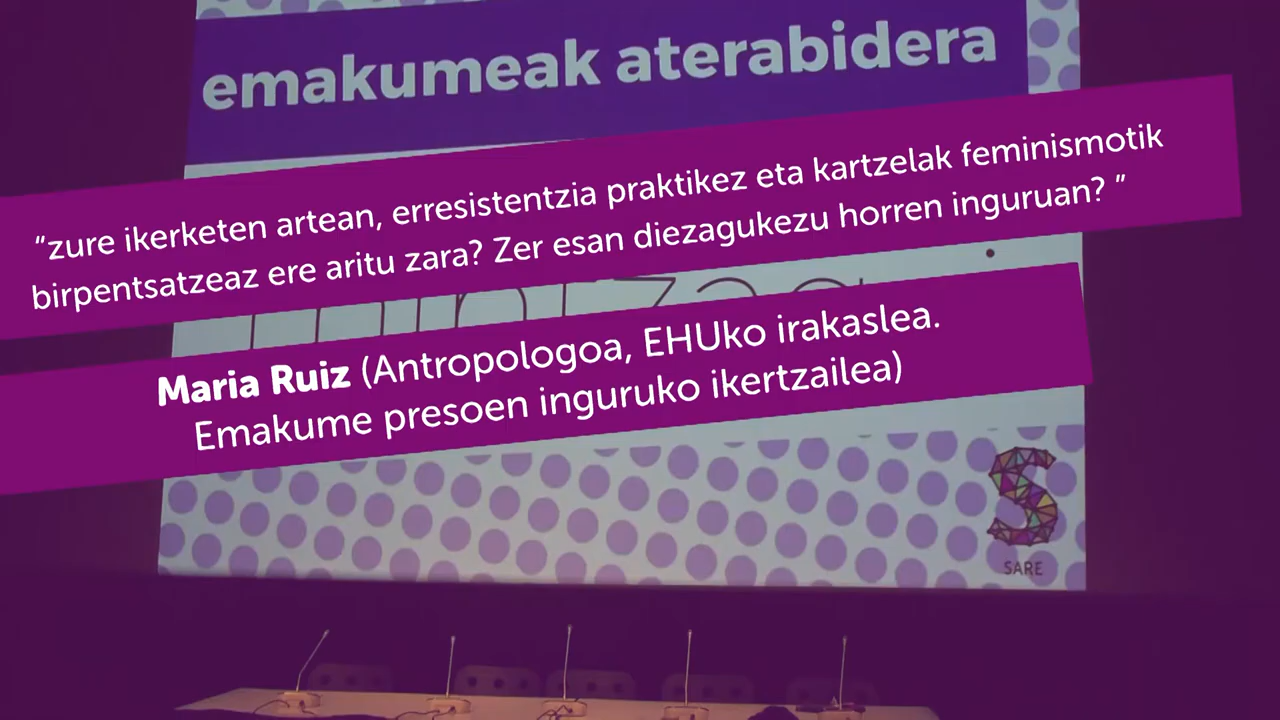 emakumeak aterabidera
“zure ikerketen artean, erresistentzia praktikez eta kartzelak feminismotik
birpentsatzeaz ere aritu zara? Zer esan diezagukezu horren inguruan? ”
Maria Ruiz (Antropologoa, EHUko irakaslea.
Emakume presoen inguruko ikertzailea)
SARE